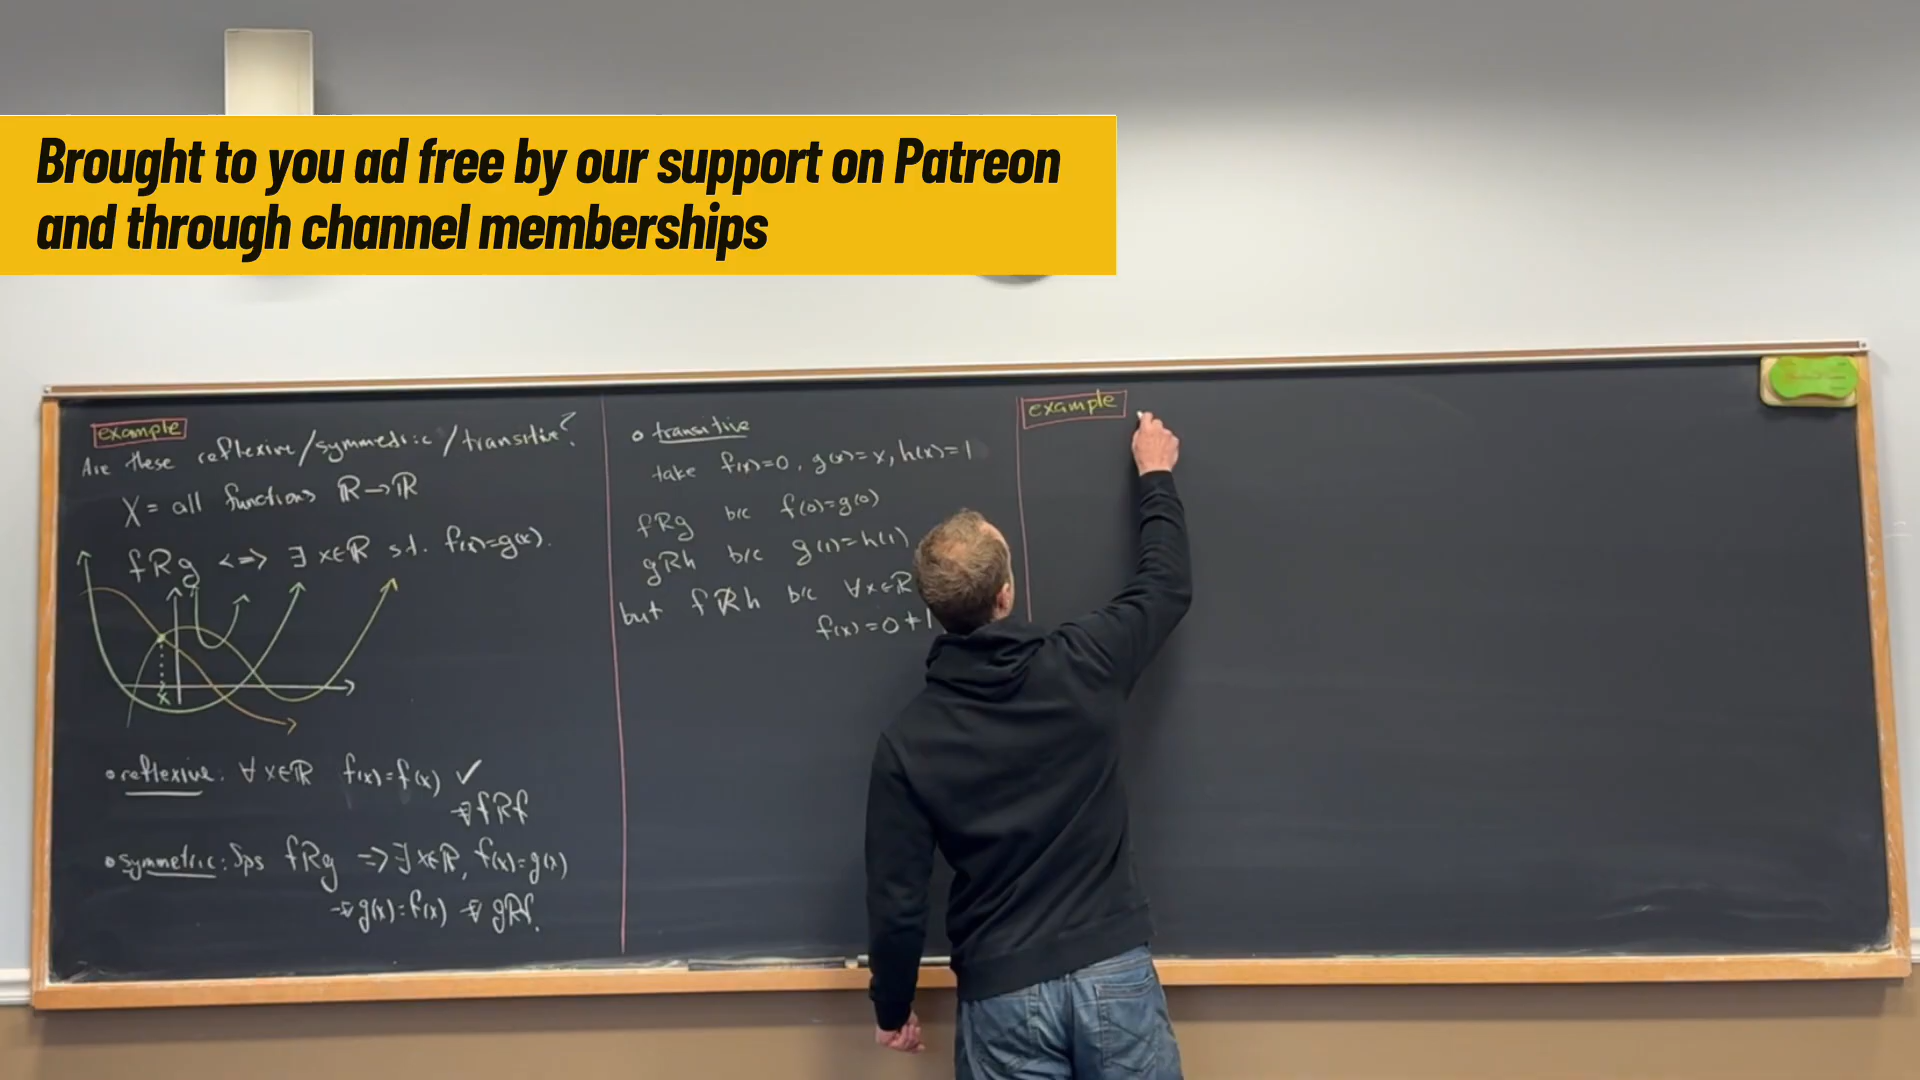 Brought to you ad free by our support on Patreon
and through channel memberships
example
Are these reflexive/symmetric/transitive?
X = all functions ℝ→ℝ
fRg <=> ∃ x∈ℝ s.t. f(x)=g(x).
x
• reflexive: ∀ x∈ℝ f(x)=f(x) ✓
⇒ fRf
• symmetric: Sps fRg => ∃ x∈ℝ, f(x)=g(x)
⇒ g(x)=f(x) ⇒ gRf.
• transitive
take f(x)=0, g(x)=x, h(x)=1
fRg b/c f(0)=g(0)
gRh b/c g(1)=h(1)
but fR̸h b/c ∀x∈ℝ
f(x)=0≠1
example